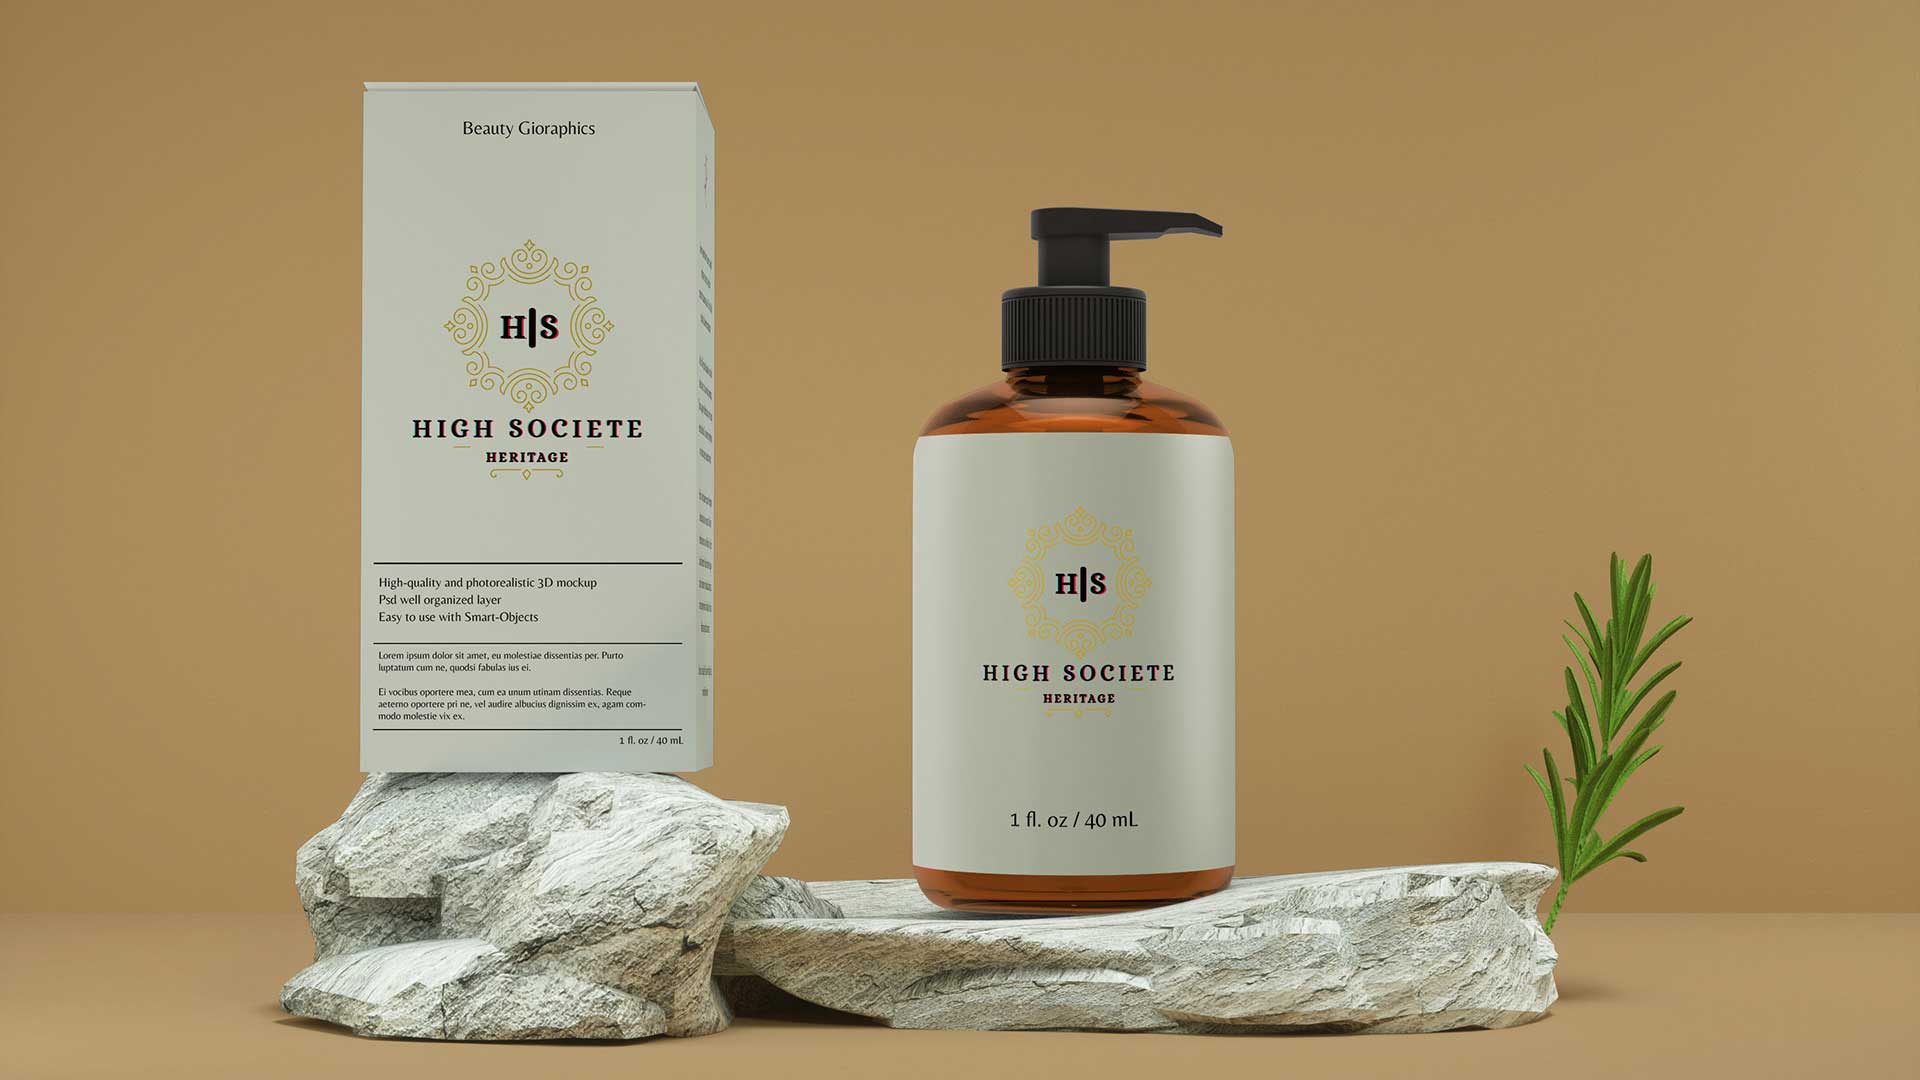 Beauty Gioraphics
H|S
HIGH SOCIETE
HERITAGE
High-quality and photorealistic 3D mockup
Psd well organized layer
Easy to use with Smart-Objects
Lorem ipsum dolor sit amet, eu molestiae dissentias per. Purto
luptatum cum ne, quodsi fabulas ius ei.
Ei vocibus oportere mea, cum ea unum utinam dissentias. Reque
aeterno oportere pri ne, vel audire albucius dignissim ex, agam com-
modo molestie vix ex.
1 fl. oz / 40 mL
H|S
HIGH SOCIETE
HERITAGE
1 fl. oz / 40 mL